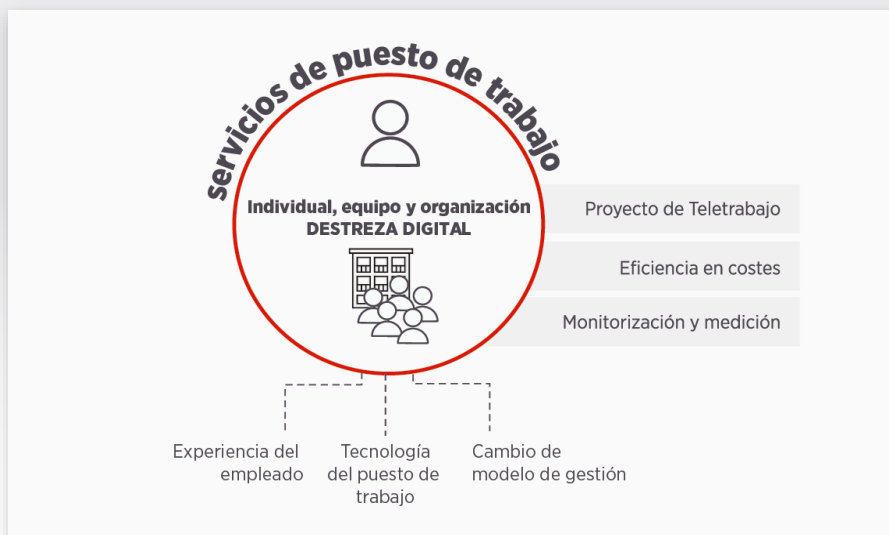 servicios de puesto de trabajo
Individual, equipo y organización
DESTREZA DIGITAL
Proyecto de Teletrabajo
Eficiencia en costes
Monitorización y medición
Experiencia del
empleado
Tecnología
del puesto de
trabajo
Cambio de
modelo de gestión